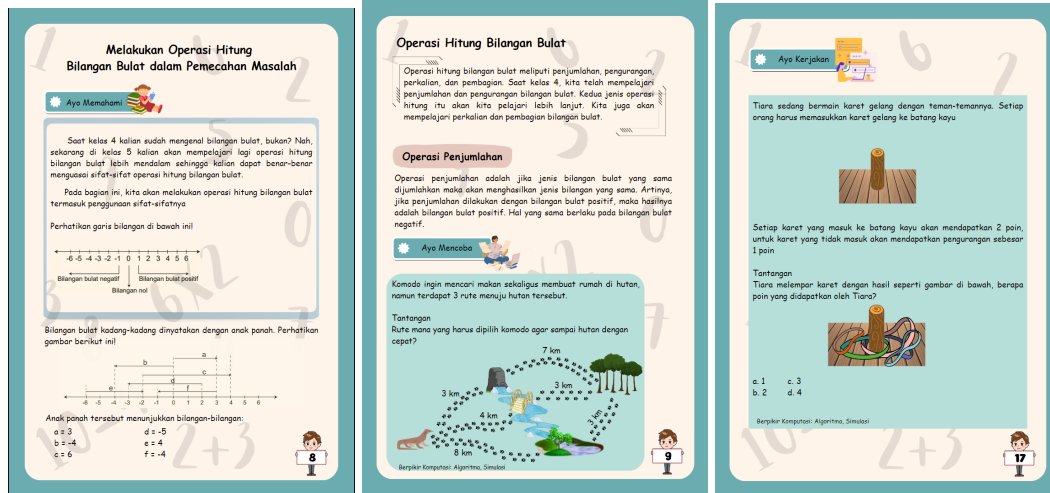 Melakukan Operasi Hitung
Bilangan Bulat dalam Pemecahan Masalah
Ayo Memahami
Saat kelas 4 kalian sudah mengenal bilangan bulat, bukan? Nah,
sekarang di kelas 5 kalian akan mempelajari lagi operasi hitung
bilangan bulat lebih mendalam sehingga kalian dapat benar-benar
menguasai sifat-sifat operasi hitung bilangan bulat.
Pada bagian ini, kita akan melakukan operasi hitung bilangan bulat
termasuk penggunaan sifat-sifatnya
Perhatikan garis bilangan di bawah ini!
-6 -5 -4 -3 -2 -1 0 1 2 3 4 5 6
Bilangan bulat negatif Bilangan bulat positif
Bilangan nol
Bilangan bulat kadang-kadang dinyatakan dengan anak panah. Perhatikan
gambar berikut ini!
a
b
c
d
e f
-6 -5 -4 -3 -2 -1 0 1 2 3 4 5 6
Anak panah tersebut menunjukkan bilangan-bilangan:
a = 3 d = -5
b = -4 e = 4
c = 6 f = -4
8
Operasi Hitung Bilangan Bulat
Operasi hitung bilangan bulat meliputi penjumlahan, pengurangan,
perkalian, dan pembagian. Saat kelas 4, kita telah mempelajari
penjumlahan dan pengurangan bilangan bulat. Kedua jenis operasi
hitung itu akan kita pelajari lebih lanjut. Kita juga akan
mempelajari perkalian dan pembagian bilangan bulat.
Operasi Penjumlahan
Operasi penjumlahan adalah jika jenis bilangan bulat yang sama
dijumlahkan maka akan menghasilkan jenis bilangan yang sama. Artinya,
jika penjumlahan dilakukan dengan bilangan bulat positif, maka hasilnya
adalah bilangan bulat positif. Hal yang sama berlaku pada bilangan bulat
negatif.
Ayo Mencoba
Komodo ingin mencari makan sekaligus membuat rumah di hutan,
namun terdapat 3 rute menuju hutan tersebut.
Tantangan
Rute mana yang harus dipilih komodo agar sampai hutan dengan
cepat?
7 km
3 km
3 km
4 km
3 km
8 km
Berpikir Komputasi: Algoritma, Simulasi
9
Ayo Kerjakan
Tiara sedang bermain karet gelang dengan teman-temannya. Setiap
orang harus memasukkan karet gelang ke batang kayu
Setiap karet yang masuk ke batang kayu akan mendapatkan 2 poin,
untuk karet yang tidak masuk akan mendapatkan pengurangan sebesar
1 poin
Tantangan
Tiara melempar karet dengan hasil seperti gambar di bawah, berapa
poin yang didapatkan oleh Tiara?
a. 1 c. 3
b. 2 d. 4
Berpikir Komputasi: Algoritma, Simulasi
17